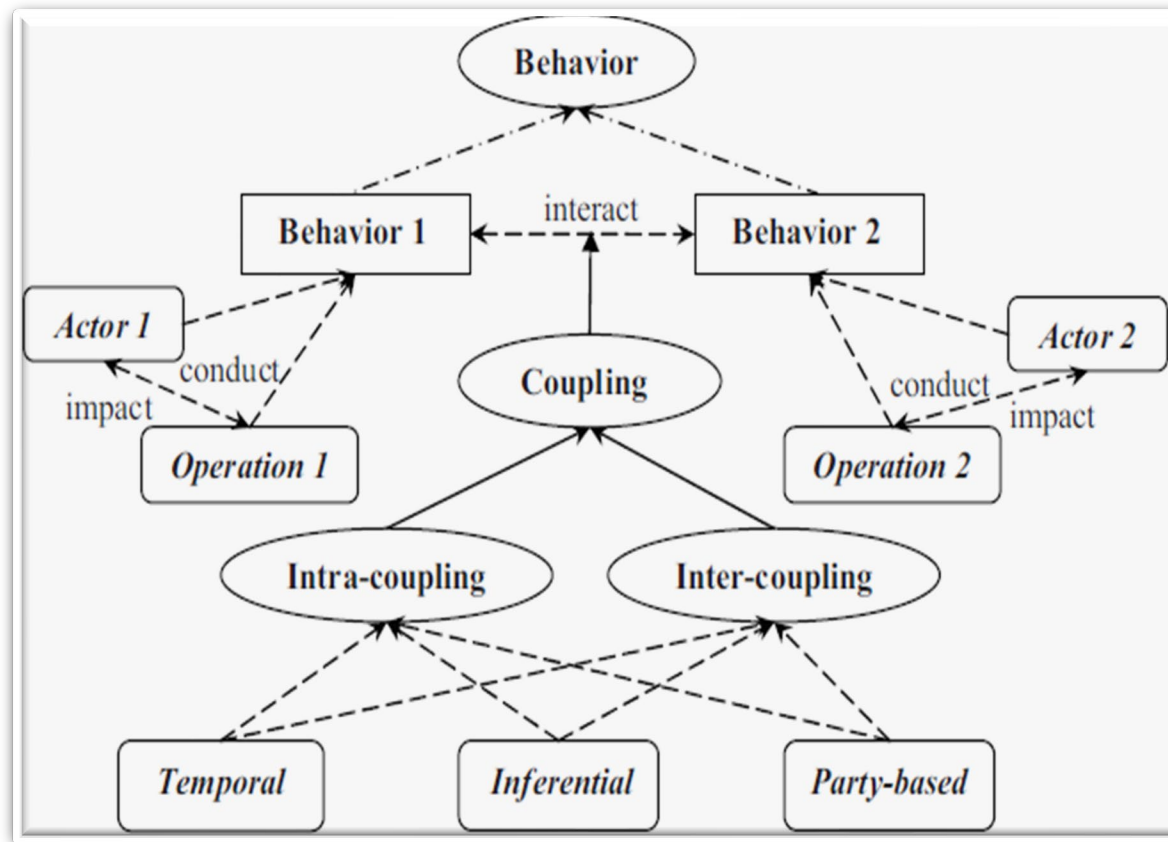 Behavior
interact
Behavior 1
Behavior 2
Actor 1
Actor 2
conduct
impact
Coupling
conduct
impact
Operation 1
Operation 2
Intra-coupling
Inter-coupling
Temporal
Inferential
Party-based